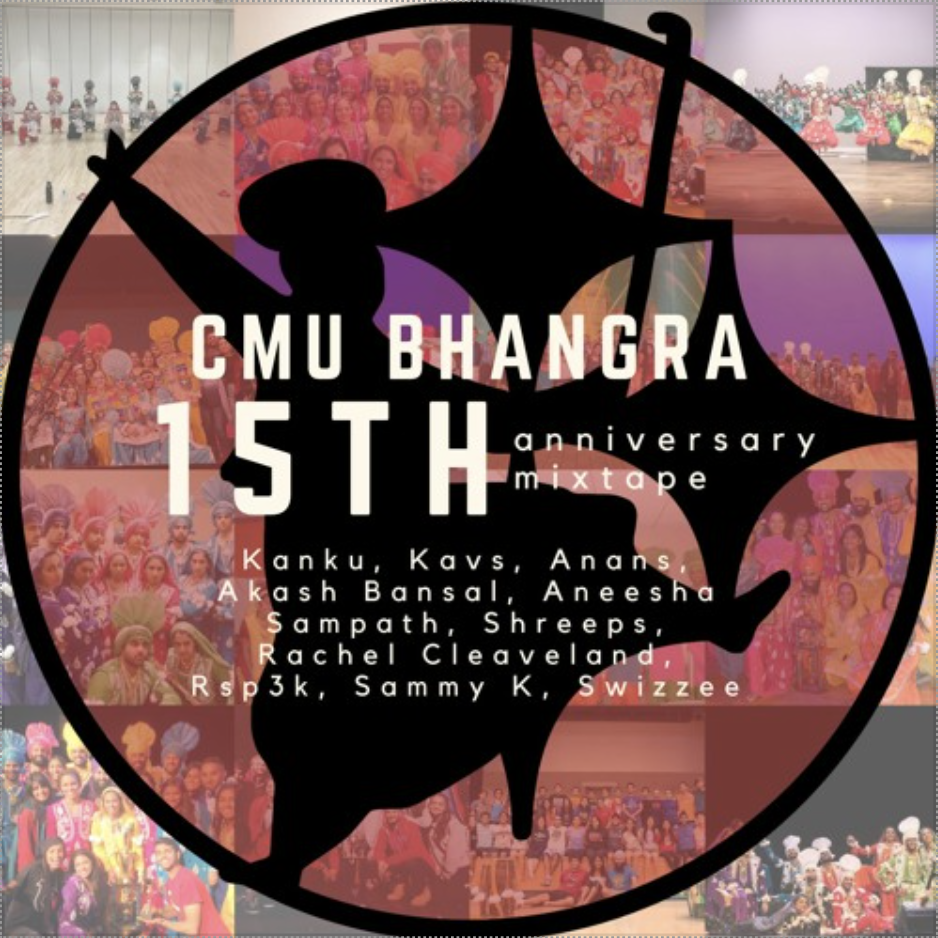 CMU BHANGRA
15TH
anniversary
mixtape
Kanku, Kavs, Anans,
Akash Bansal, Aneesha
Sampath, Shreeps,
Rachel Cleaveland,
Rsp3k, Sammy K, Swizzee